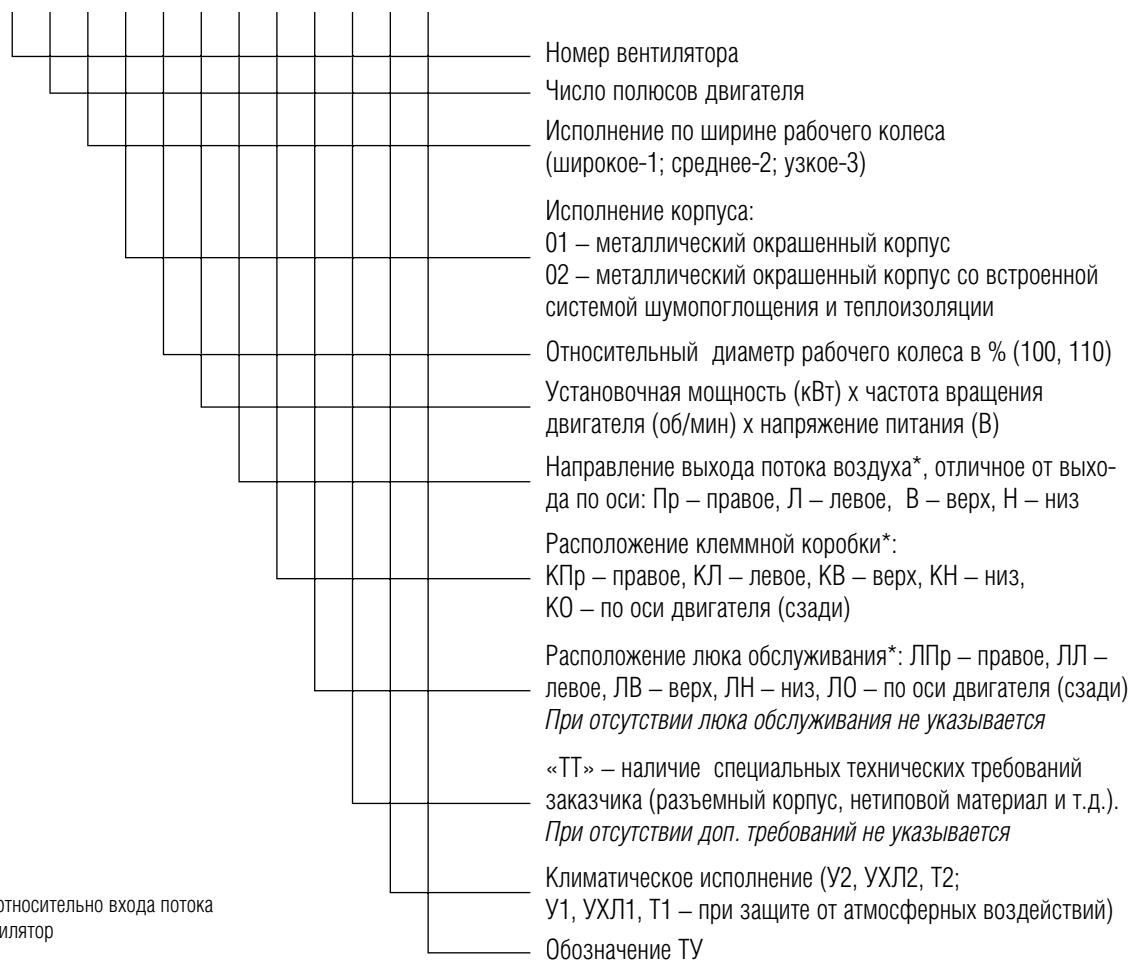 Номер вентилятора
Число полюсов двигателя
Исполнение по ширине рабочего колеса
(широкое-1; среднее-2; узкое-3)
Исполнение корпуса:
01 – металлический окрашенный корпус
02 – металлический окрашенный корпус со встроенной
системой шумопоглощения и теплоизоляции
Относительный диаметр рабочего колеса в % (100, 110)
Установочная мощность (кВт) х частота вращения
двигателя (об/мин) х напряжение питания (В)
Направление выхода потока воздуха*, отличное от выхо-
да по оси: Пр – правое, Л – левое, В – верх, Н – низ
Расположение клеммной коробки*:
КПр – правое, КЛ – левое, КВ – верх, КН – низ,
КО – по оси двигателя (сзади)
Расположение люка обслуживания*: ЛПр – правое, ЛЛ –
левое, ЛВ – верх, ЛН – низ, ЛО – по оси двигателя (сзади)
При отсутствии люка обслуживания не указывается
«ТТ» – наличие специальных технических требований
заказчика (разъемный корпус, нетиповой материал и т.д.).
При отсутствии доп. требований не указывается
Климатическое исполнение (У2, УХЛ2, Т2;
У1, УХЛ1, Т1 – при защите от атмосферных воздействий)
Обозначение ТУ
относительно входа потока
илятор